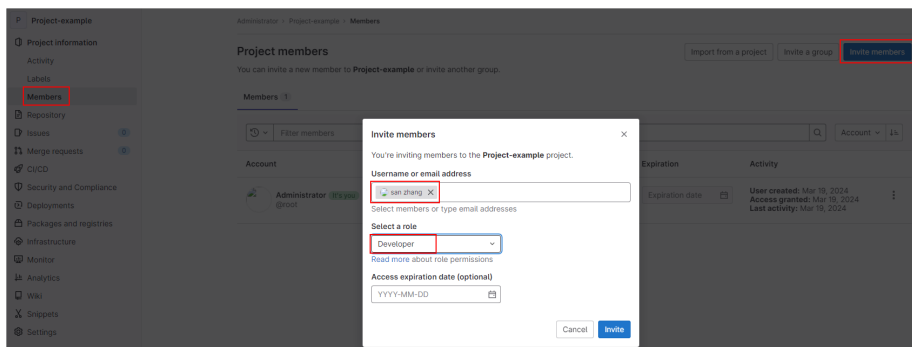 P Project-example
Project information
Activity
Labels
Members
Repository
Issues 0
Merge requests 0
CI/CD
Security and Compliance
Deployments
Packages and registries
Infrastructure
Monitor
Analytics
Wiki
Snippets
Settings
Administrator > Project-example > Members
Project members
You can invite a new member to Project-example or invite another group.
Import from a project
Invite a group
Invite members
Members 1
Filter members
Account
Account
Expiration
Activity
Administrator It's you
@root
Expiration date
User created: Mar 19, 2024
Access granted: Mar 19, 2024
Last activity: Mar 19, 2024
Invite members
You're inviting members to the Project-example project.
Username or email address
san zhang
Select members or type email addresses
Select a role
Developer
Read more about role permissions
Access expiration date (optional)
YYYY-MM-DD
Cancel
Invite